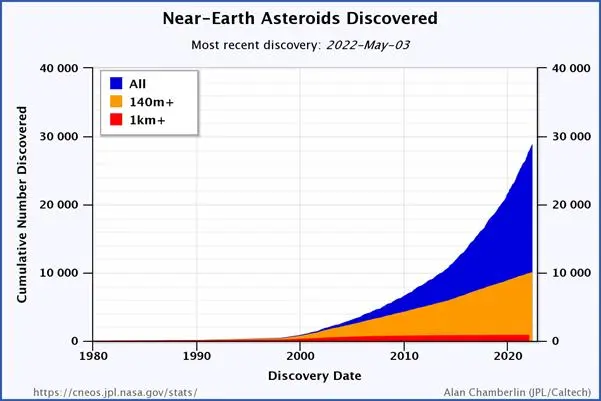 Near-Earth Asteroids Discovered
Most recent discovery: 2022-May-03
All
140m+
1km+
Cumulative Number Discovered
40 000
30 000
20 000
10 000
0
40 000
30 000
20 000
10 000
0
1980
1990
2000
2010
2020
Discovery Date
https://cneos.jpl.nasa.gov/stats/
Alan Chamberlin (JPL/Caltech)